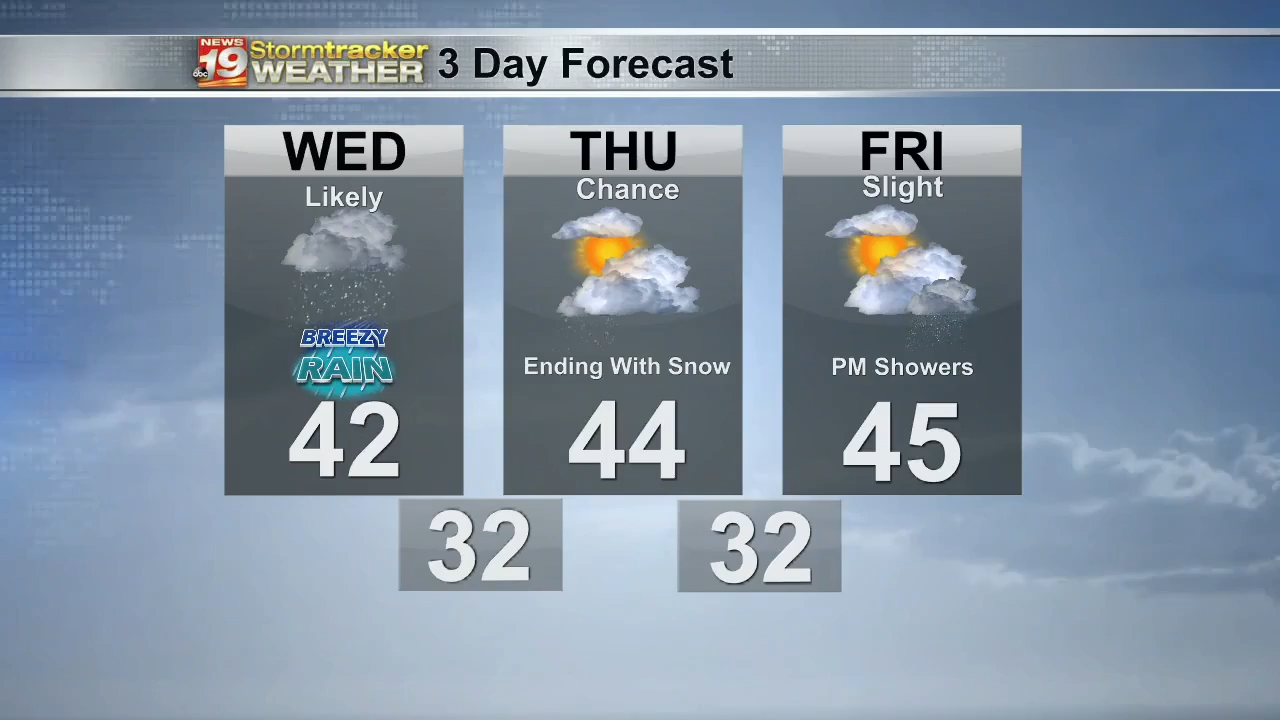 NEWS
abc 19
Stormtracker
WEATHER
3 Day Forecast
WED
Likely
BREEZY
RAIN
42
THU
Chance
Ending With Snow
44
FRI
Slight
PM Showers
45
32
32